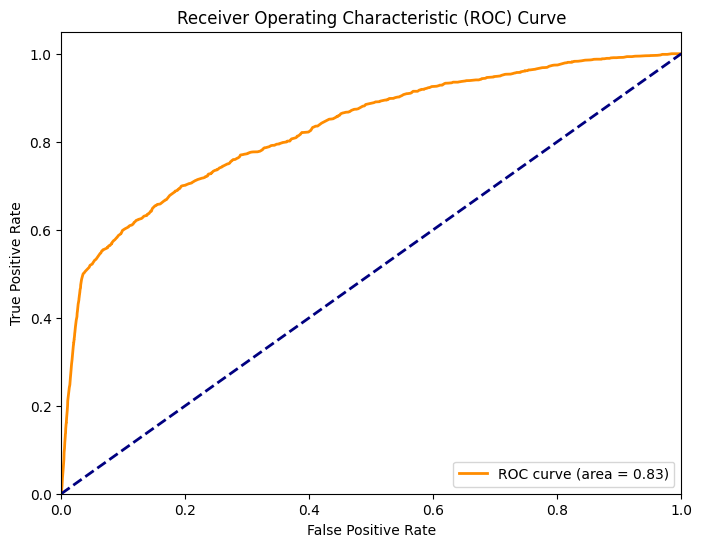 Receiver Operating Characteristic (ROC) Curve
1.0
0.8
0.6
0.4
0.2
0.0
True Positive Rate
ROC curve (area = 0.83)
0.0 0.2 0.4 0.6 0.8 1.0
False Positive Rate